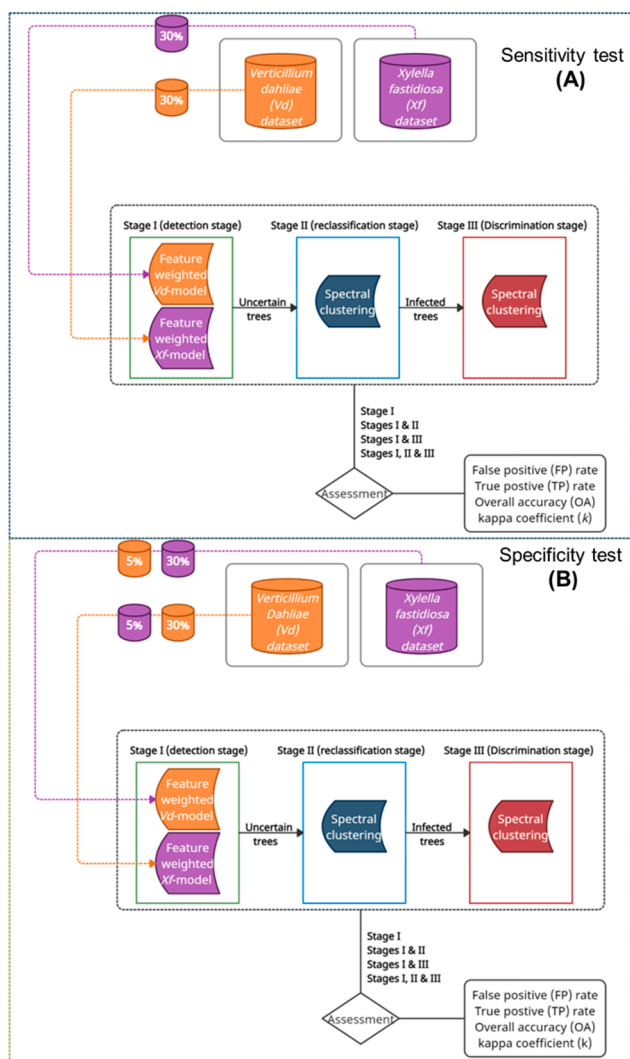 30%
Sensitivity test
(A)
Verticillium
dahliae
(Vd)
dataset
Xylella
fastidiosa
(Xf)
dataset
30%
Stage I (detection stage)
Stage II (reclassification stage)
Stage III (Discrimination stage)
Feature
weighted
Vd-model
Feature
weighted
Xf-model
Uncertain
trees
Spectral
clustering
Infected
trees
Spectral
clustering
Stage I
Stages I & II
Stages I & III
Stages I, II & III
Assessment
False positive (FP) rate
True postive (TP) rate
Overall accuracy (OA)
kappa coefficient (k)
5%
30%
Specificity test
(B)
Verticillium
Dahliae
(Vd)
dataset
Xylella
fastidiosa
(Xf)
dataset
5%
30%
Stage I (detection stage)
Stage II (reclassification stage)
Stage III (Discrimination stage)
Feature
weighted
Vd-model
Feature
weighted
Xf-model
Uncertain
trees
Spectral
clustering
Infected
trees
Spectral
clustering
Stage I
Stages I & II
Stages I & III
Stages I, II & III
Assessment
False positive (FP) rate
True postive (TP) rate
Overall accuracy (OA)
kappa coefficient (k)